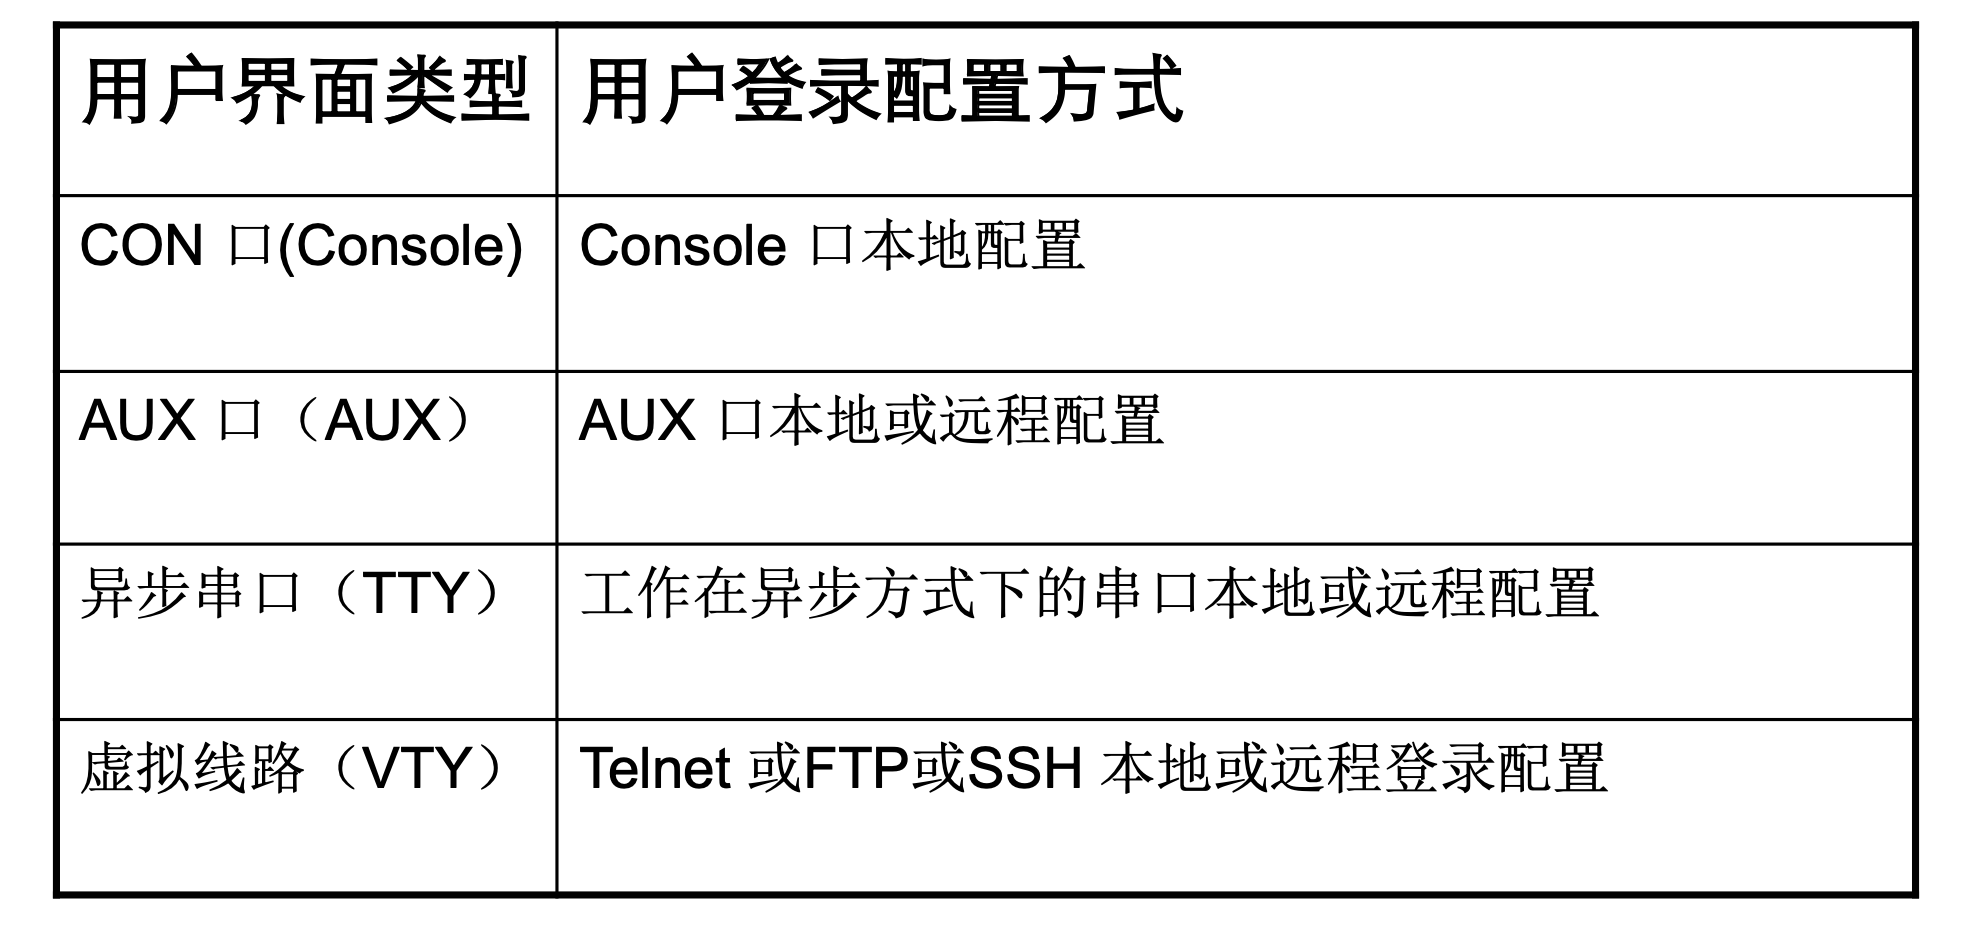 用户界面类型 用户登录配置方式
CON 口(Console) Console 口本地配置
AUX 口（AUX） AUX 口本地或远程配置
异步串口（TTY） 工作在异步方式下的串口本地或远程配置
虚拟线路（VTY） Telnet 或FTP或SSH 本地或远程登录配置